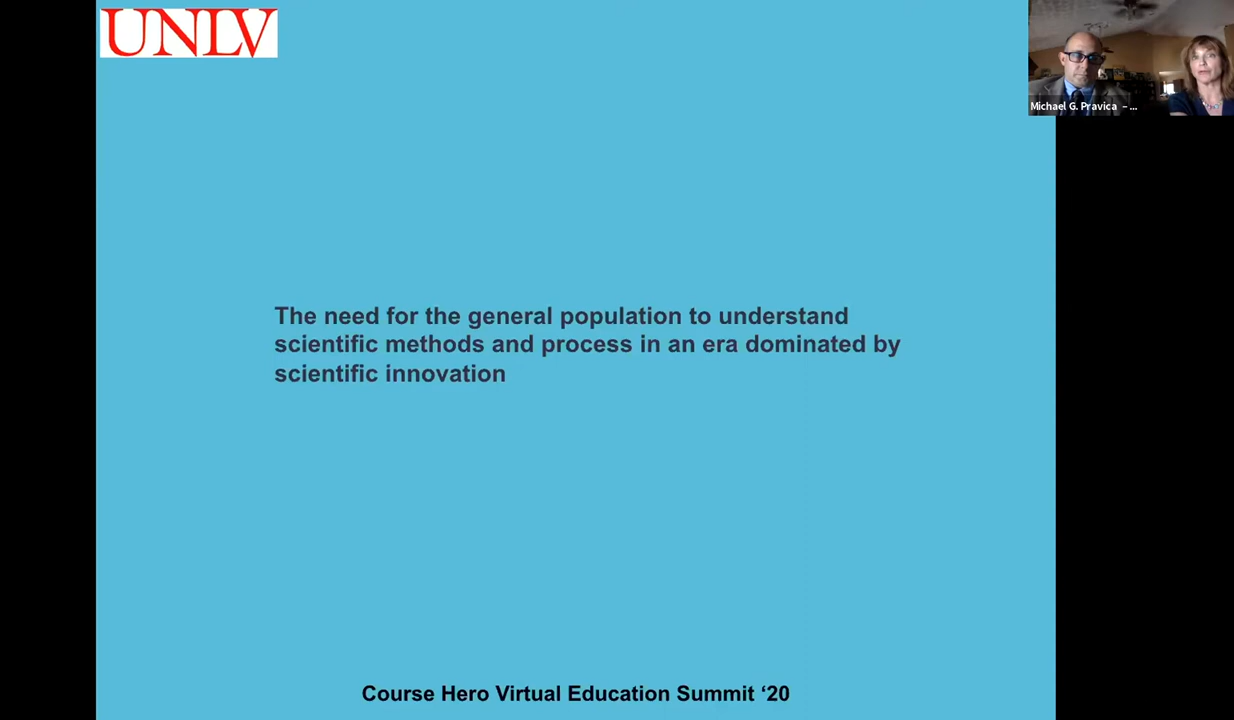 UNLV
Michael G. Pravica – ...
The need for the general population to understand
scientific methods and process in an era dominated by
scientific innovation
Course Hero Virtual Education Summit ‘20